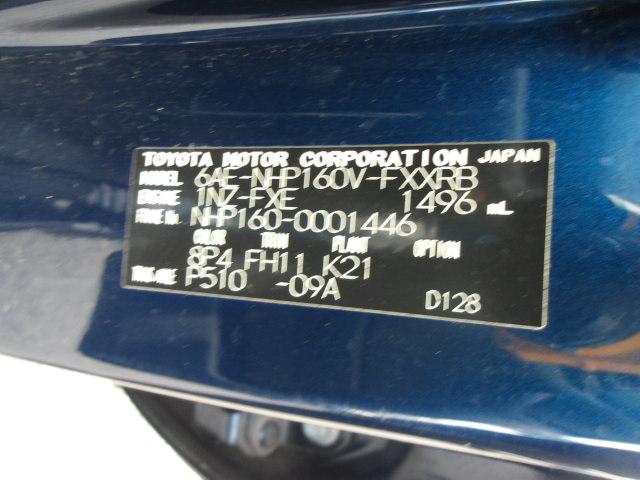 TOYOTA MOTOR CORPORATION JAPAN
MODEL 6AE-NHP160V-FXXRB
ENGINE 1NZ-FXE 1496 mL
FRAME No. NHP160-0001446
COLOR TRIM PLANT OPTION
8P4 FH11 K21
TRANS/AXLE P510 -09A
D128